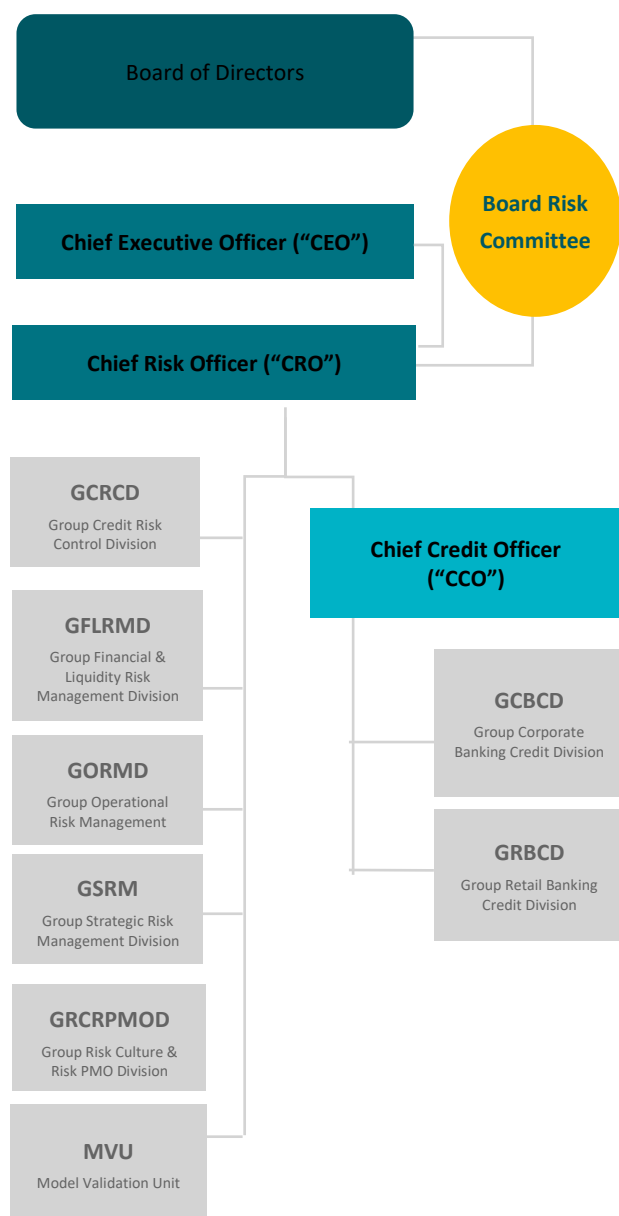 Board of Directors
Board Risk
Committee
Chief Executive Officer (“CEO”)
Chief Risk Officer (“CRO”)
GCRCD
Group Credit Risk
Control Division
GFLRMD
Group Financial &
Liquidity Risk
Management Division
GORMD
Group Operational
Risk Management
GSRM
Group Strategic Risk
Management Division
GRCRPMOD
Group Risk Culture &
Risk PMO Division
MVU
Model Validation Unit
Chief Credit Officer
(“CCO”)
GCBCD
Group Corporate
Banking Credit Division
GRBCD
Group Retail Banking
Credit Division